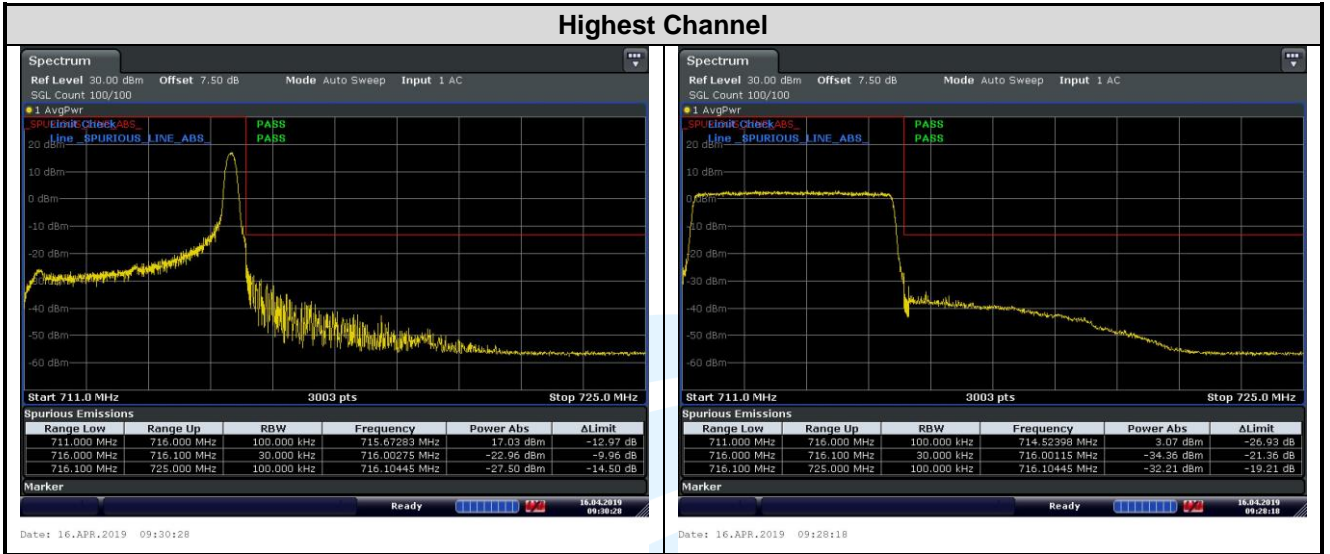 Highest Channel
Spectrum
Ref Level 30.00 dBm Offset 7.50 dB Mode Auto Sweep Input 1 AC
SGL Count 100/100
1 AvgPwr
Limit Check PASS
Line _SPURIOUS_LINE_ABS_ PASS
20 dBm
10 dBm
0 dBm
-10 dBm
-20 dBm
-40 dBm
-50 dBm
-60 dBm
Start 711.0 MHz 3003 pts Stop 725.0 MHz
Spurious Emissions
Range Low Range Up RBW Frequency Power Abs ΔLimit
711.000 MHz 716.000 MHz 100.000 kHz 715.67283 MHz 17.03 dBm -12.97 dB
716.000 MHz 716.100 MHz 30.000 kHz 716.00275 MHz -22.96 dBm -9.96 dB
716.100 MHz 725.000 MHz 100.000 kHz 716.10445 MHz -27.50 dBm -14.50 dB
Marker
Ready 16.04.2019
09:30:28
Date: 16.APR.2019 09:30:28
Spectrum
Ref Level 30.00 dBm Offset 7.50 dB Mode Auto Sweep Input 1 AC
SGL Count 100/100
1 AvgPwr
Limit Check PASS
Line _SPURIOUS_LINE_ABS_ PASS
20 dBm
10 dBm
0 dBm
-10 dBm
-20 dBm
-30 dBm
-40 dBm
-50 dBm
-60 dBm
Start 711.0 MHz 3003 pts Stop 725.0 MHz
Spurious Emissions
Range Low Range Up RBW Frequency Power Abs ΔLimit
711.000 MHz 716.000 MHz 100.000 kHz 714.52398 MHz 3.07 dBm -26.93 dB
716.000 MHz 716.100 MHz 30.000 kHz 716.00115 MHz -34.36 dBm -21.36 dB
716.100 MHz 725.000 MHz 100.000 kHz 716.10445 MHz -32.21 dBm -19.21 dB
Marker
Ready 16.04.2019
09:28:18
Date: 16.APR.2019 09:28:18